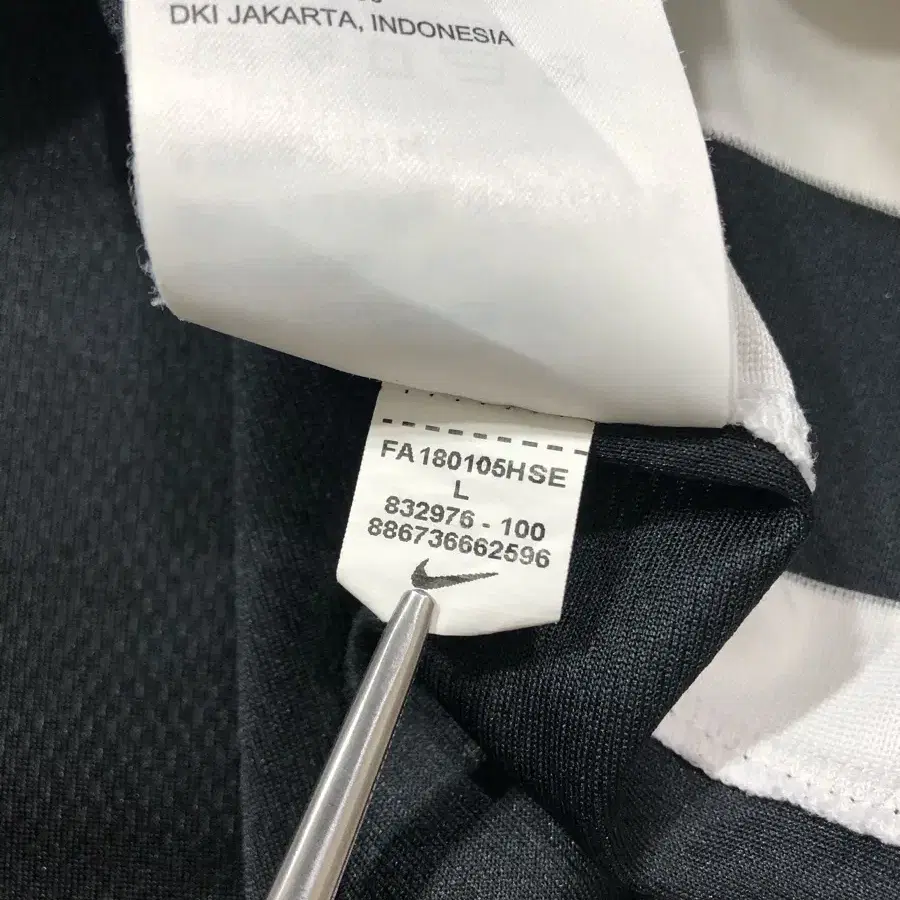 DKI JAKARTA, INDONESIA
FA180105HSE
L
832976 - 100
886736662596